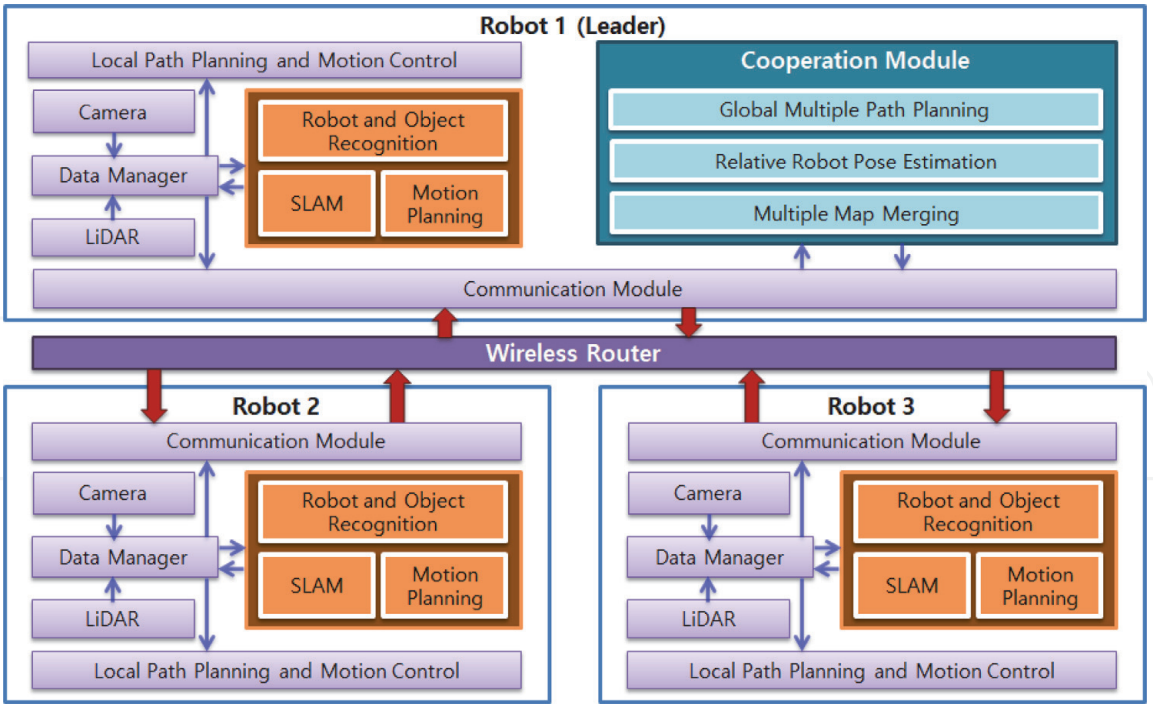 Robot 1 (Leader)
Local Path Planning and Motion Control
Camera
Data Manager
LiDAR
Robot and Object
Recognition
SLAM
Motion
Planning
Cooperation Module
Global Multiple Path Planning
Relative Robot Pose Estimation
Multiple Map Merging
Communication Module
Wireless Router
Robot 2
Communication Module
Camera
Data Manager
LiDAR
Robot and Object
Recognition
SLAM
Motion
Planning
Local Path Planning and Motion Control
Robot 3
Communication Module
Camera
Data Manager
LiDAR
Robot and Object
Recognition
SLAM
Motion
Planning
Local Path Planning and Motion Control